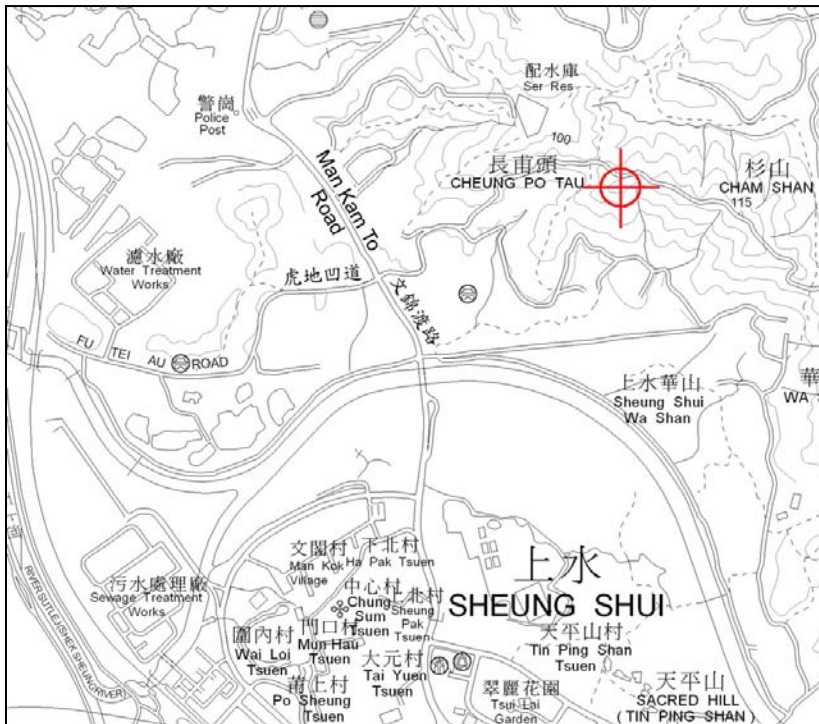 配水庫
Ser Res
警崗
Police
Post
100
長甫頭
CHEUNG PO TAU
杉山
CHAM SHAN
115
Man Kam To
Road
濾水廠
Water Treatment
Works
虎地凹道
文錦渡路
FU TEI AU ROAD
上水華山
Sheung Shui
Wa Shan
華
WA S
文閣村
Man Kok
Village
下北村
Ha Pak Tsuen
上水
SHEUNG SHUI
污水處理廠
Sewage Treatment
Works
中心村
Chung
Sum
Tsuen
上北村
Sheung
Pak
Tsuen
圍內村
Wai Loi
Tsuen
門口村
Mun Hau
Tsuen
大元村
Tai Yuen
Tsuen
天平山村
Tin Ping Shan
Tsuen
莆上村
Po Sheung
Tsuen
翠麗花園
Tsui Lai
Garden
天平山
SACRED HILL
( TIN PING SHAN )
RIVER SUTLEJ (SHEK SHEUNG RIVER)